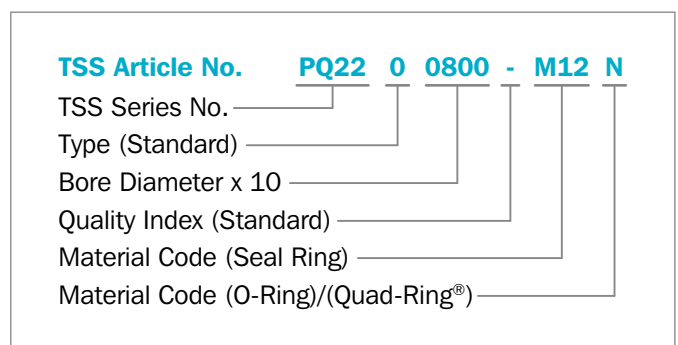 TSS Article No. PQ22 0 0800 - M12 N
TSS Series No.
Type (Standard)
Bore Diameter x 10
Quality Index (Standard)
Material Code (Seal Ring)
Material Code (O-Ring)/(Quad-Ring®)